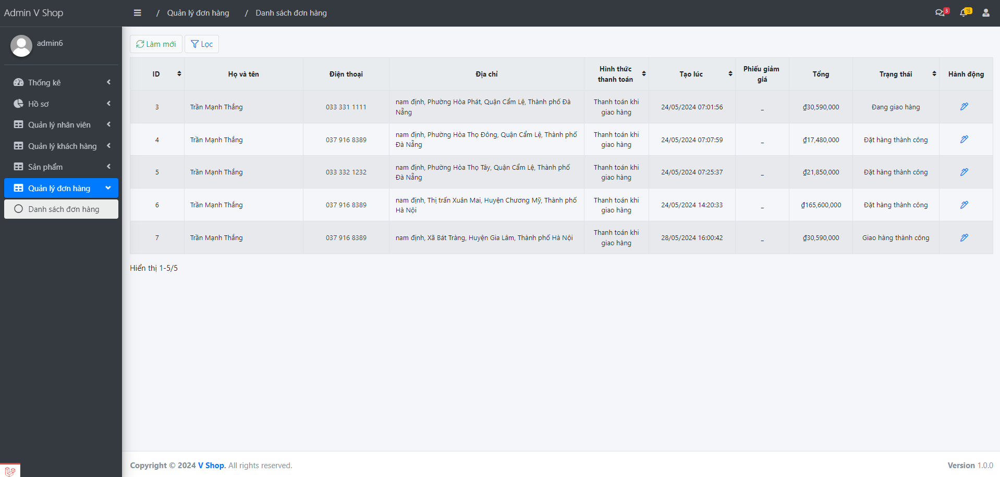 Admin V Shop
/ Quản lý đơn hàng / Danh sách đơn hàng
3
15
admin6
Thống kê
Hồ sơ
Quản lý nhân viên
Quản lý khách hàng
Sản phẩm
Quản lý đơn hàng
Danh sách đơn hàng
Làm mới
Lọc
ID
Họ và tên
Điện thoại
Địa chỉ
Hình thức
thanh toán
Tạo lúc
Phiếu giảm
giá
Tổng
Trạng thái
Hành động
3
Trần Mạnh Thắng
033 331 1111
nam định, Phường Hòa Phát, Quận Cẩm Lệ, Thành phố Đà
Nẵng
Thanh toán khi
giao hàng
24/05/2024 07:01:56
_
₫30,590,000
Đang giao hàng
4
Trần Mạnh Thắng
037 916 8389
nam định, Phường Hòa Thọ Đông, Quận Cẩm Lệ, Thành phố
Đà Nẵng
Thanh toán khi
giao hàng
24/05/2024 07:07:59
_
₫17,480,000
Đặt hàng thành công
5
Trần Mạnh Thắng
033 332 1232
nam định, Phường Hòa Thọ Tây, Quận Cẩm Lệ, Thành phố
Đà Nẵng
Thanh toán khi
giao hàng
24/05/2024 07:25:37
_
₫21,850,000
Đặt hàng thành công
6
Trần Mạnh Thắng
037 916 8389
nam định, Thị trấn Xuân Mai, Huyện Chương Mỹ, Thành phố
Hà Nội
Thanh toán khi
giao hàng
24/05/2024 14:20:33
_
₫165,600,000
Đặt hàng thành công
7
Trần Mạnh Thắng
037 916 8389
nam định, Xã Bát Tràng, Huyện Gia Lâm, Thành phố Hà Nội
Thanh toán khi
giao hàng
28/05/2024 16:00:42
_
₫30,590,000
Giao hàng thành công
Hiển thị 1-5/5
Copyright © 2024 V Shop. All rights reserved.
Version 1.0.0